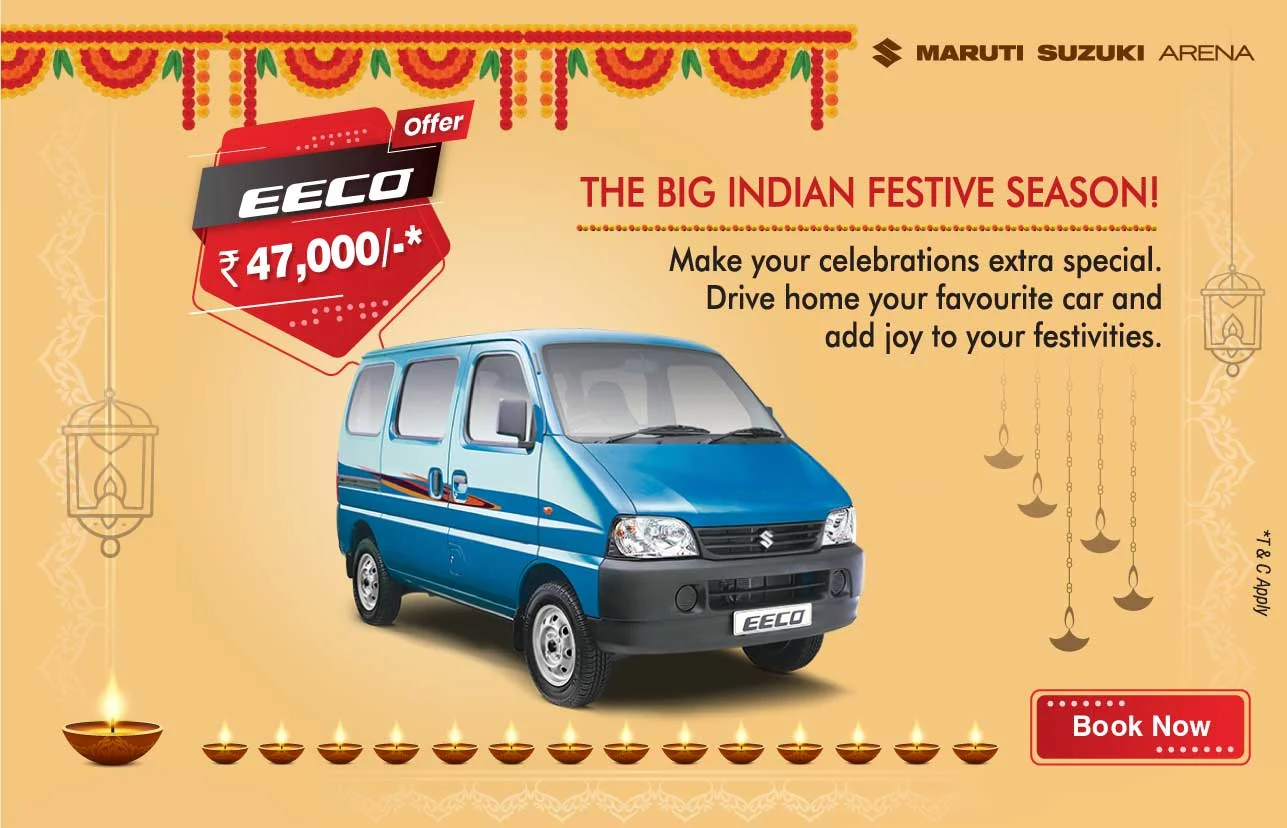 MARUTI SUZUKI ARENA
Offer
EECO
₹ 47,000/-*
THE BIG INDIAN FESTIVE SEASON!
Make your celebrations extra special.
Drive home your favourite car and
add joy to your festivities.
EECO
*T & C Apply
Book Now